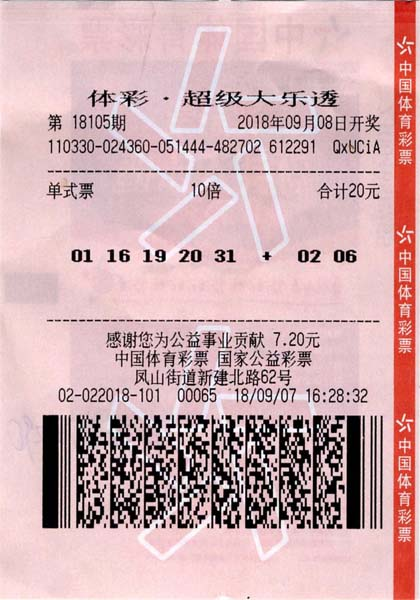 体彩·超级大乐透
第 18105期 2018年09月08日开奖
110330-024360-051444-482702 612291 QxUCiA
单式票 10倍 合计20元
01 16 19 20 31 + 02 06
感谢您为公益事业贡献 7.20元
中国体育彩票 国家公益彩票
凤山街道新建北路62号
02-022018-101 00065 18/09/07 16:28:32
中国体育彩票
中国体育彩票
中国体育彩票